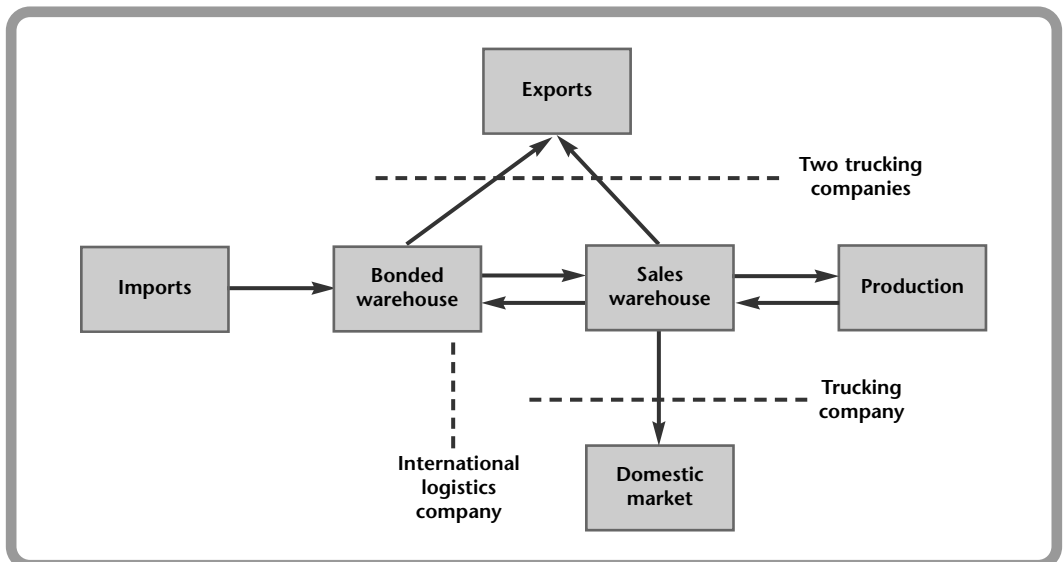 Exports
Two trucking
companies
Imports
Bonded
warehouse
Sales
warehouse
Production
Trucking
company
International
logistics
company
Domestic
market